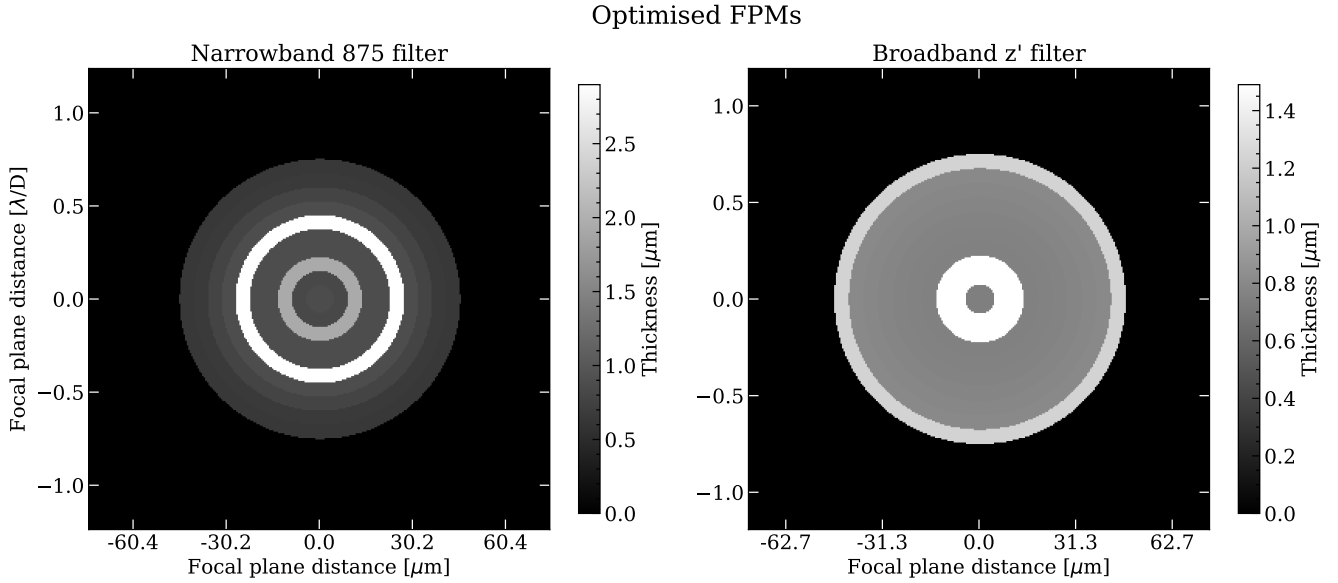 Optimised FPMs
Narrowband 875 filter
Focal plane distance [λ/D]
1.0
0.5
0.0
−0.5
−1.0
-60.4 -30.2 0.0 30.2 60.4
Focal plane distance [μm]
2.5
2.0
1.5
1.0
0.5
0.0
Thickness [μm]
Broadband z' filter
1.0
0.5
0.0
−0.5
−1.0
-62.7 -31.3 0.0 31.3 62.7
Focal plane distance [μm]
1.4
1.2
1.0
0.8
0.6
0.4
0.2
0.0
Thickness [μm]